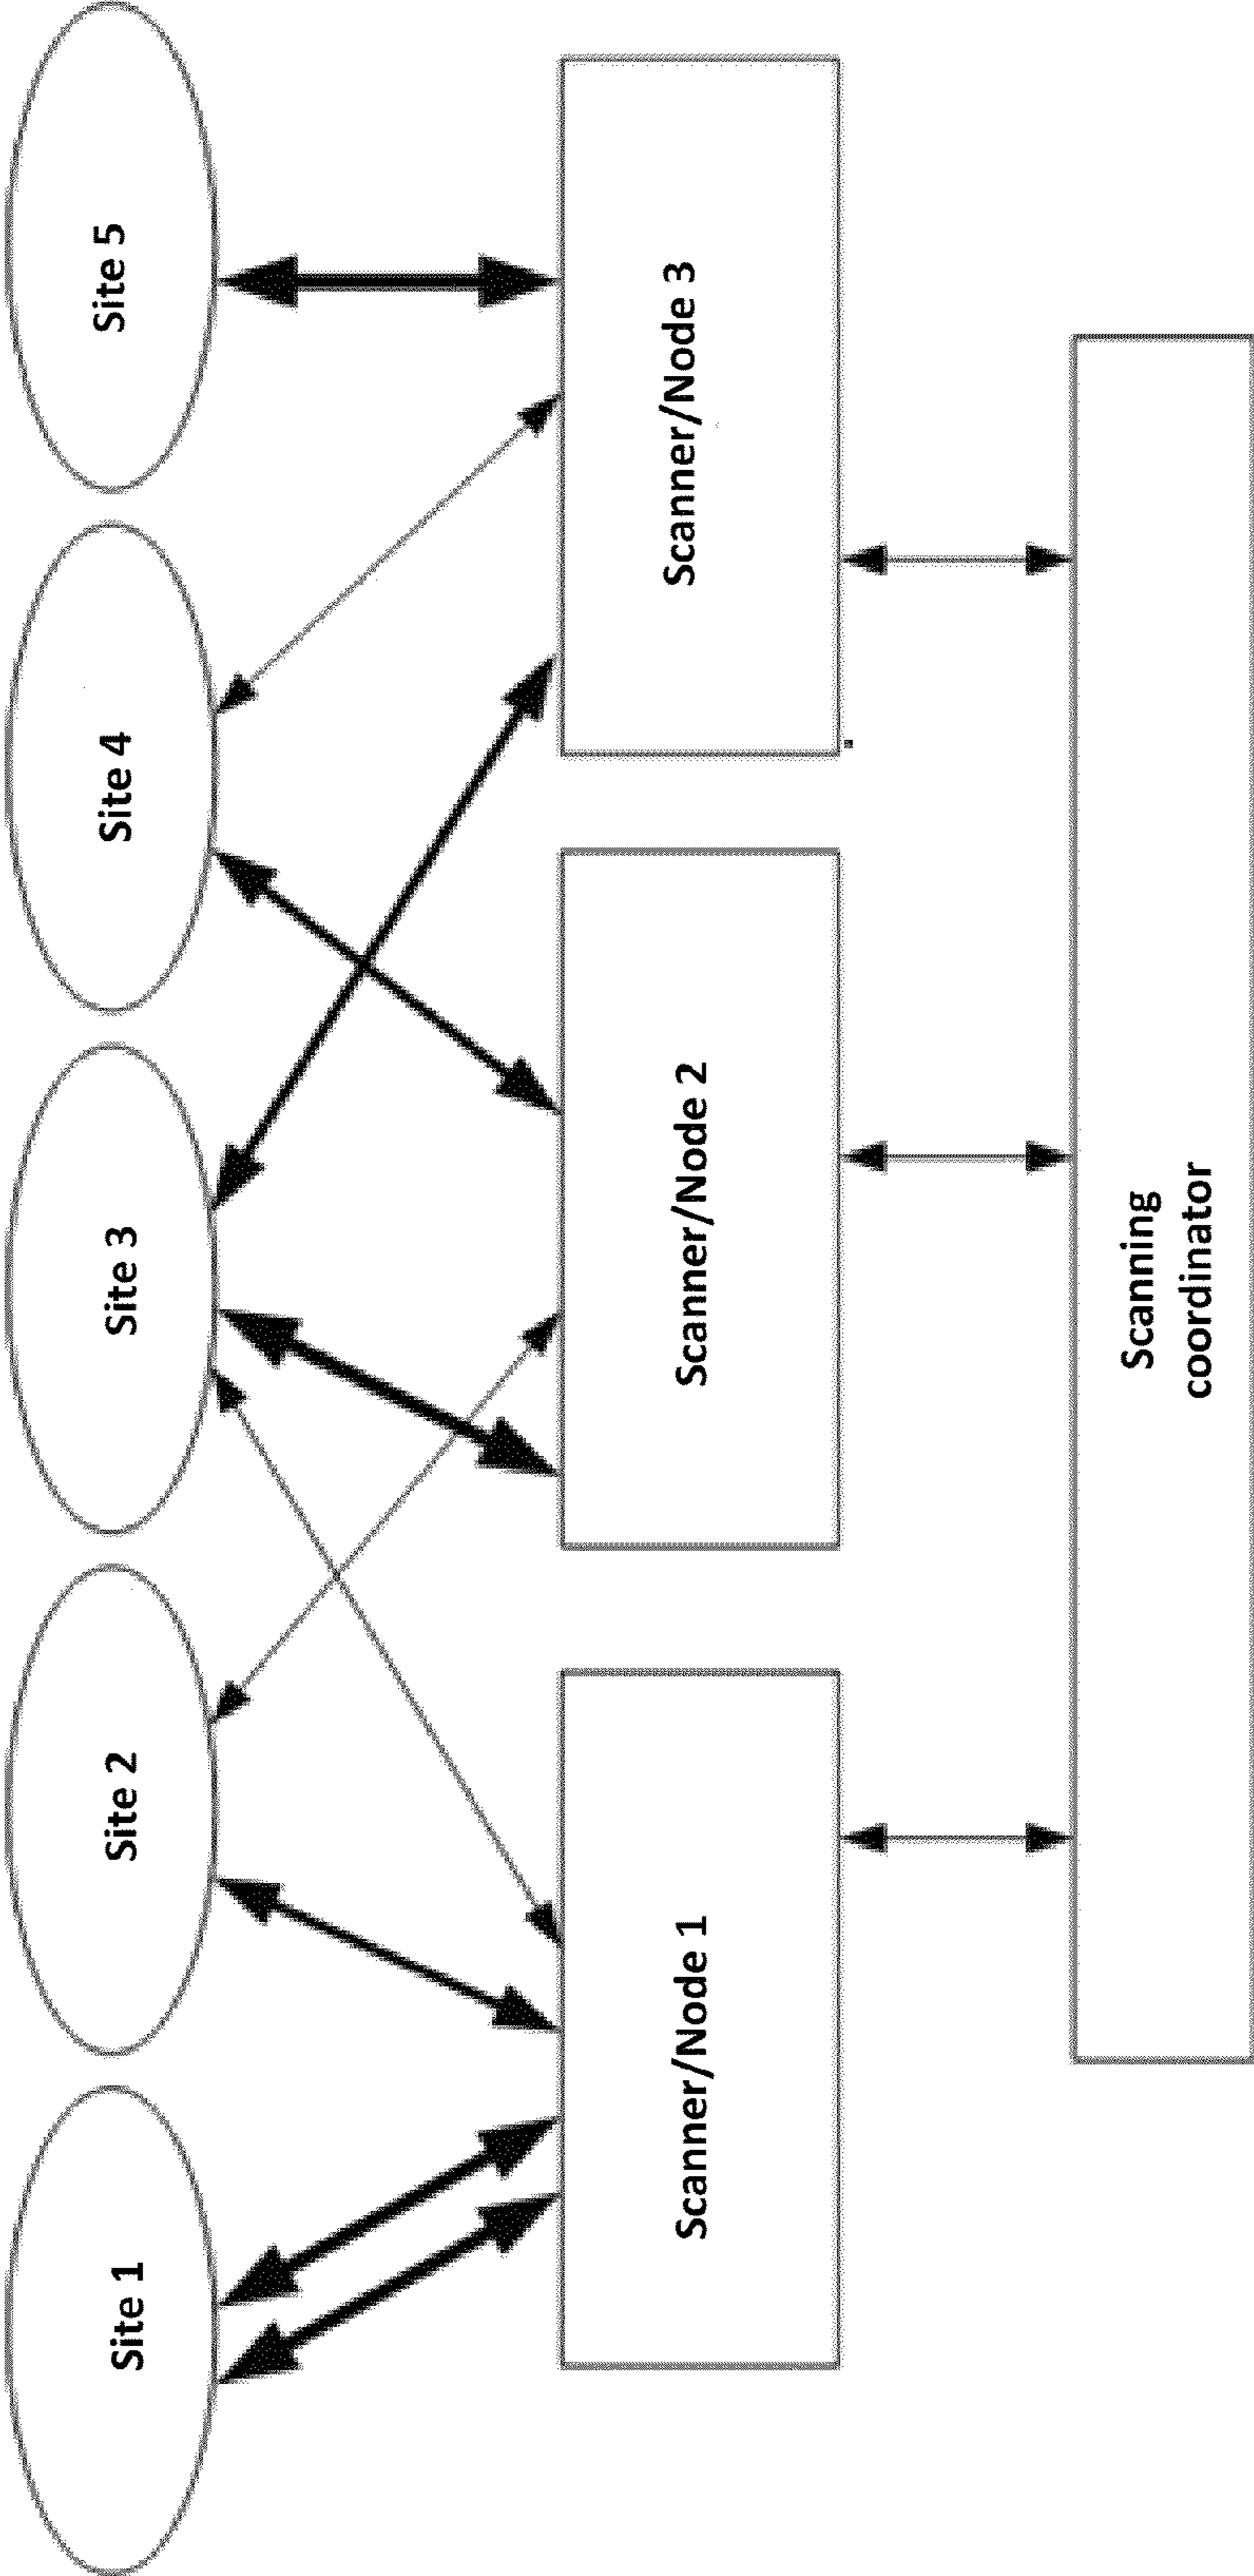 Site 1
Site 2
Site 3
Site 4
Site 5
Scanner/Node 1
Scanner/Node 2
Scanner/Node 3
Scanning
coordinator